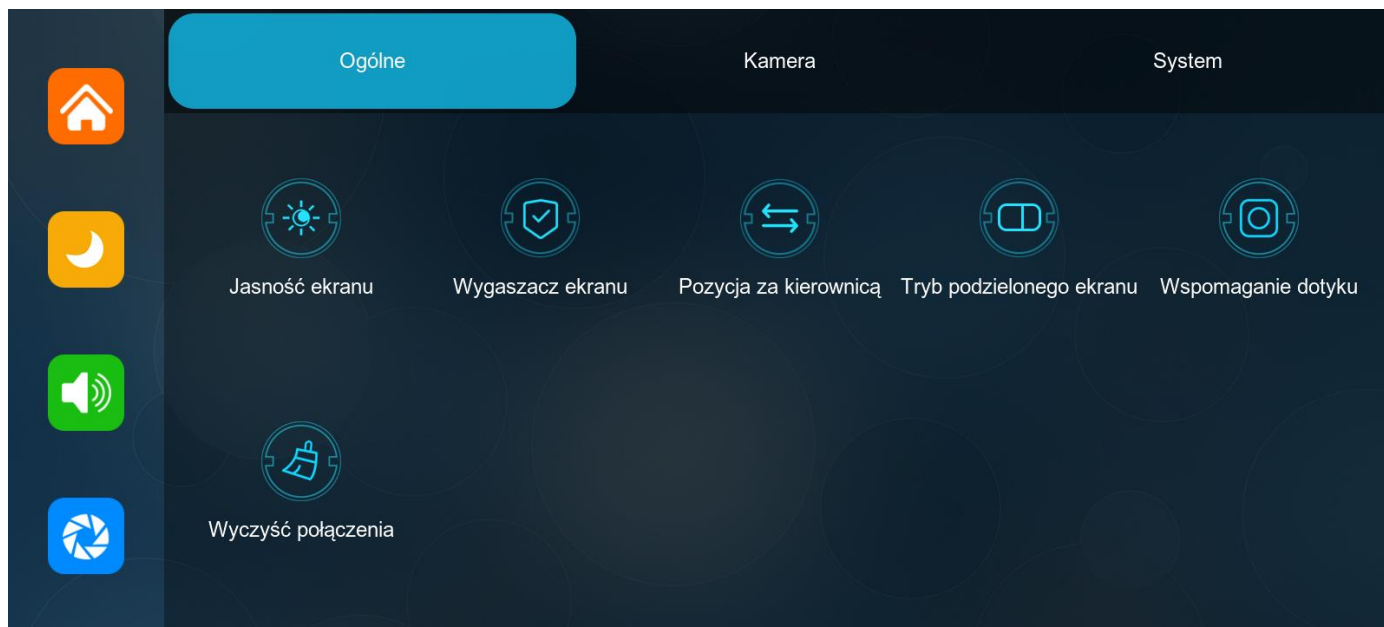 Ogólne
Kamera
System
Jasność ekranu
Wygaszacz ekranu
Pozycja za kierownicą
Tryb podzielonego ekranu
Wspomaganie dotyku
Wyczyść połączenia